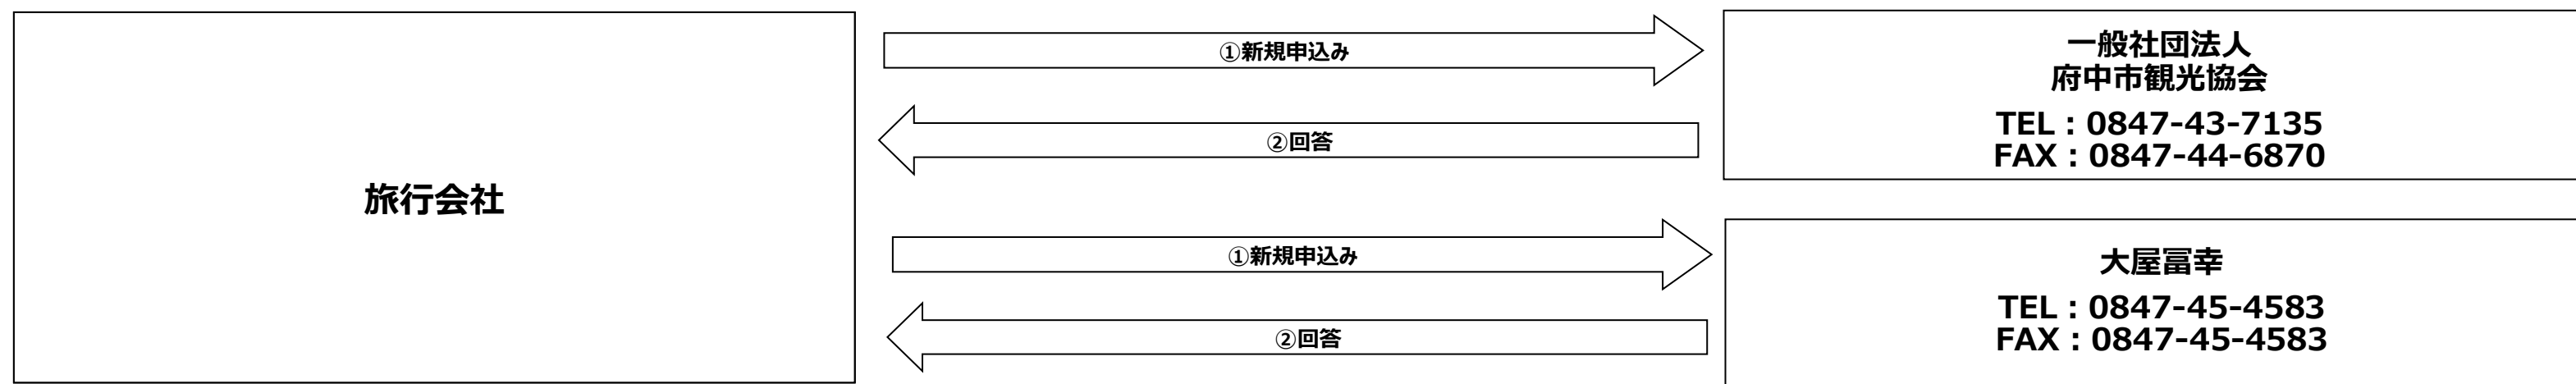 旅行会社
①新規申込み
②回答
①新規申込み
②回答
一般社団法人
府中市観光協会
TEL：0847-43-7135
FAX：0847-44-6870
大屋冨幸
TEL：0847-45-4583
FAX：0847-45-4583